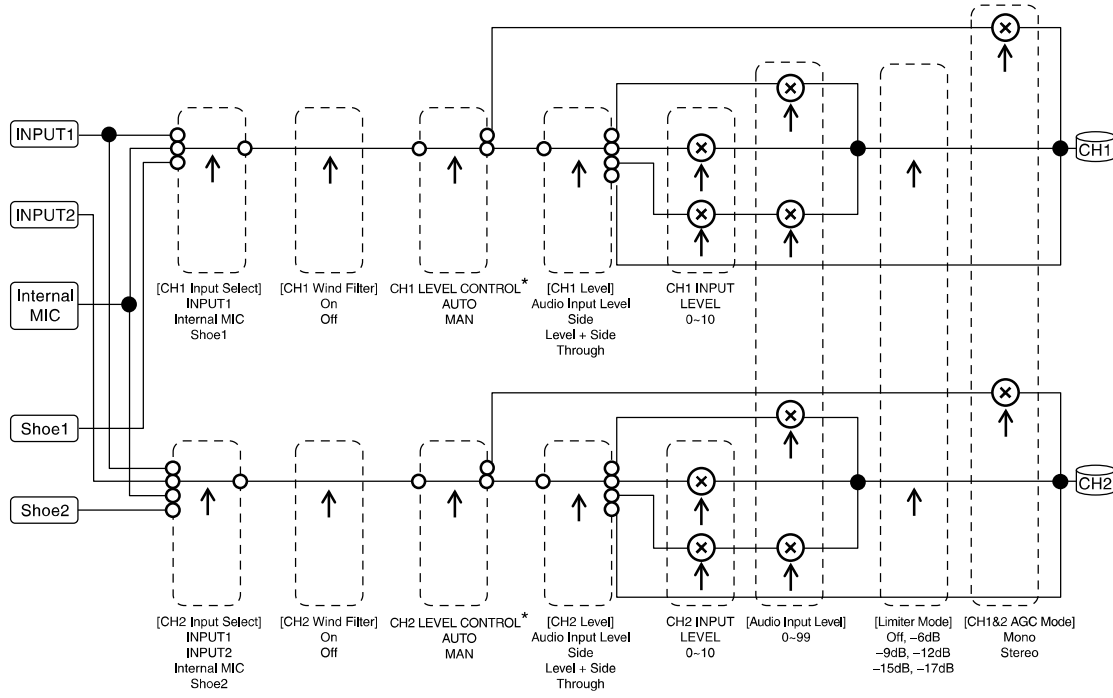 INPUT1
INPUT2
Internal
MIC
Shoe1
Shoe2
CH1
[CH1 Input Select]
INPUT1
Internal MIC
Shoe1
[CH1 Wind Filter]
On
Off
CH1 LEVEL CONTROL*
AUTO
MAN
[CH1 Level]
Audio Input Level
Side
Level + Side
Through
CH1 INPUT
LEVEL
0~10
CH2
[CH2 Input Select]
INPUT1
INPUT2
Internal MIC
Shoe2
[CH2 Wind Filter]
On
Off
CH2 LEVEL CONTROL*
AUTO
MAN
[CH2 Level]
Audio Input Level
Side
Level + Side
Through
CH2 INPUT
LEVEL
0~10
[Audio Input Level]
0~99
[Limiter Mode]
Off, –6dB
–9dB, –12dB
–15dB, –17dB
[CH1&2 AGC Mode]
Mono
Stereo